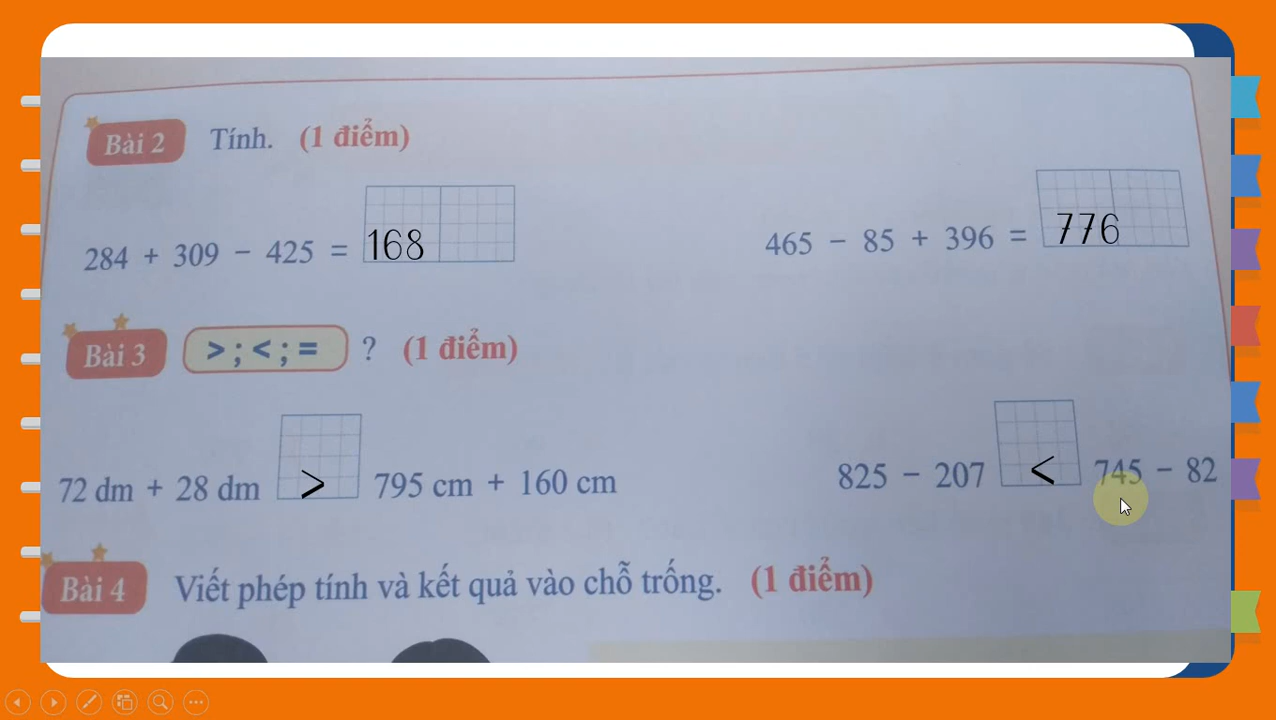 Bài 2 Tính. (1 điểm)
284 + 309 − 425 = 168 465 − 85 + 396 = 776
Bài 3 > ; < ; = ? (1 điểm)
72 dm + 28 dm > 795 cm + 160 cm 825 − 207 < 745 − 82
Bài 4 Viết phép tính và kết quả vào chỗ trống. (1 điểm)